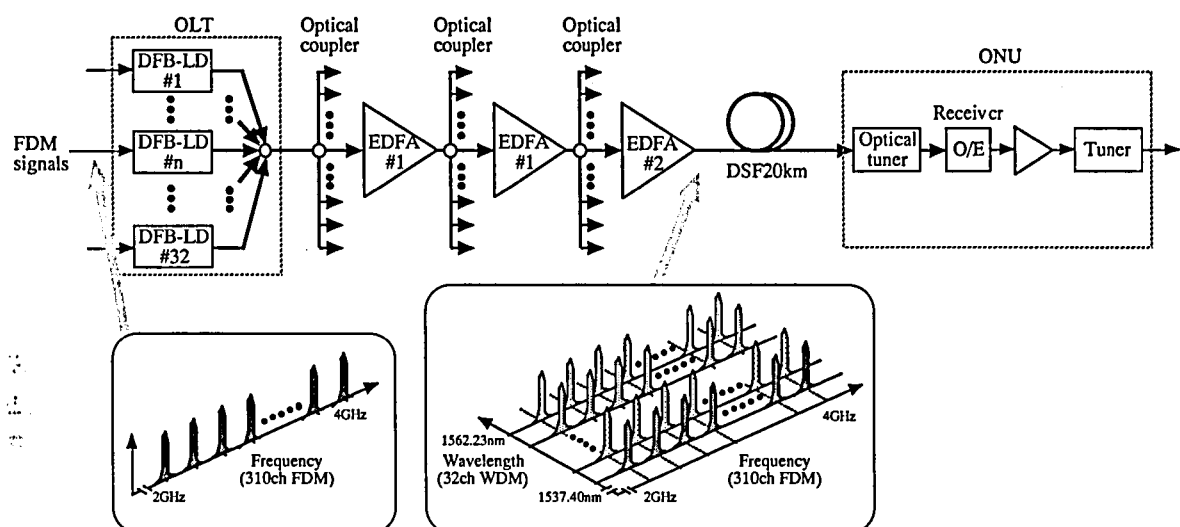 OLT
DFB-LD
#1
DFB-LD
#n
DFB-LD
#32
FDM
signals
Optical
coupler
EDFA
#1
Optical
coupler
EDFA
#1
Optical
coupler
EDFA
#2
DSF20km
ONU
Optical
tuner
Receiver
O/E
Tuner
2GHz
4GHz
Frequency
(310ch FDM)
1562.23nm
Wavelength
(32ch WDM)
1537.40nm
2GHz
4GHz
Frequency
(310ch FDM)